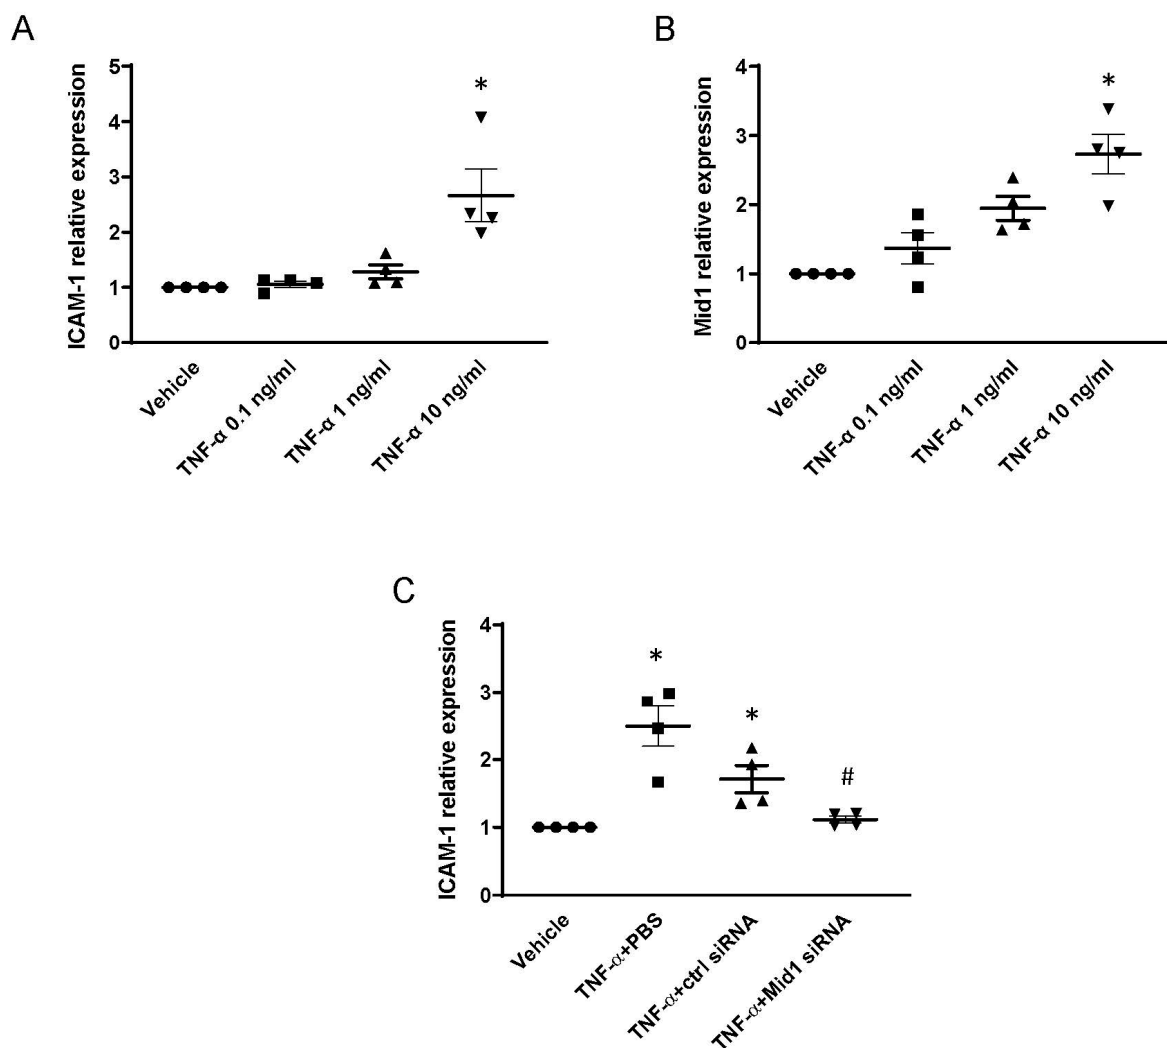 A
ICAM-1 relative expression
5
4
3
2
1
0
*
Vehicle
TNF-α 0.1 ng/ml
TNF-α 1 ng/ml
TNF-α 10 ng/ml
B
Mid1 relative expression
4
3
2
1
0
*
Vehicle
TNF-α 0.1 ng/ml
TNF-α 1 ng/ml
TNF-α 10 ng/ml
C
ICAM-1 relative expression
4
3
2
1
0
*
*
#
Vehicle
TNF-α+PBS
TNF-α+ctrl siRNA
TNF-α+Mid1 siRNA